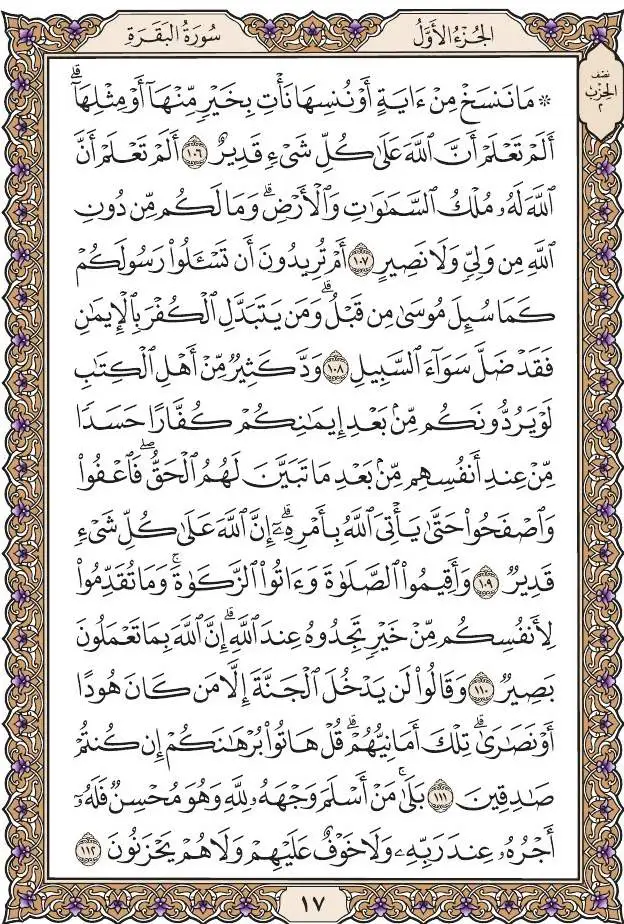 الجُزْءُ الأَوَّلُ
سُورَةُ البَقَرَةِ
نصف
الحزب
٢
۞ مَا نَنسَخْ مِنْ ءَايَةٍ أَوْ نُنسِهَا نَأْتِ بِخَيْرٍ مِّنْهَآ أَوْ مِثْلِهَآۗ
أَلَمْ تَعْلَمْ أَنَّ ٱللَّهَ عَلَىٰ كُلِّ شَىْءٍ قَدِيرٌ ١٠٦ أَلَمْ تَعْلَمْ أَنَّ
ٱللَّهَ لَهُۥ مُلْكُ ٱلسَّمَٰوَٰتِ وَٱلْأَرْضِۗ وَمَا لَكُم مِّن دُونِ
ٱللَّهِ مِن وَلِىٍّ وَلَا نَصِيرٍ ١٠٧ أَمْ تُرِيدُونَ أَن تَسْـَٔلُوا۟ رَسُولَكُمْ
كَمَا سُئِلَ مُوسَىٰ مِن قَبْلُۗ وَمَن يَتَبَدَّلِ ٱلْكُفْرَ بِٱلْإِيمَٰنِ
فَقَدْ ضَلَّ سَوَآءَ ٱلسَّبِيلِ ١٠٨ وَدَّ كَثِيرٌ مِّنْ أَهْلِ ٱلْكِتَٰبِ
لَوْ يَرُدُّونَكُم مِّنۢ بَعْدِ إِيمَٰنِكُمْ كُفَّارًا حَسَدًا
مِّنْ عِندِ أَنفُسِهِم مِّنۢ بَعْدِ مَا تَبَيَّنَ لَهُمُ ٱلْحَقُّۖ فَٱعْفُوا۟
وَٱصْفَحُوا۟ حَتَّىٰ يَأْتِىَ ٱللَّهُ بِأَمْرِهِۦٓۗ إِنَّ ٱللَّهَ عَلَىٰ كُلِّ شَىْءٍ
قَدِيرٌ ١٠٩ وَأَقِيمُوا۟ ٱلصَّلَوٰةَ وَءَاتُوا۟ ٱلزَّكَوٰةَۚ وَمَا تُقَدِّمُوا۟
لِأَنفُسِكُم مِّنْ خَيْرٍ تَجِدُوهُ عِندَ ٱللَّهِۗ إِنَّ ٱللَّهَ بِمَا تَعْمَلُونَ
بَصِيرٌ ١١٠ وَقَالُوا۟ لَن يَدْخُلَ ٱلْجَنَّةَ إِلَّا مَن كَانَ هُودًا
أَوْ نَصَٰرَىٰۗ تِلْكَ أَمَانِيُّهُمْۗ قُلْ هَاتُوا۟ بُرْهَٰنَكُمْ إِن كُنتُمْ
صَٰدِقِينَ ١١١ بَلَىٰۚ مَنْ أَسْلَمَ وَجْهَهُۥ لِلَّهِ وَهُوَ مُحْسِنٌ فَلَهُۥٓ
أَجْرُهُۥ عِندَ رَبِّهِۦ وَلَا خَوْفٌ عَلَيْهِمْ وَلَا هُمْ يَحْزَنُونَ ١١٢
١٧